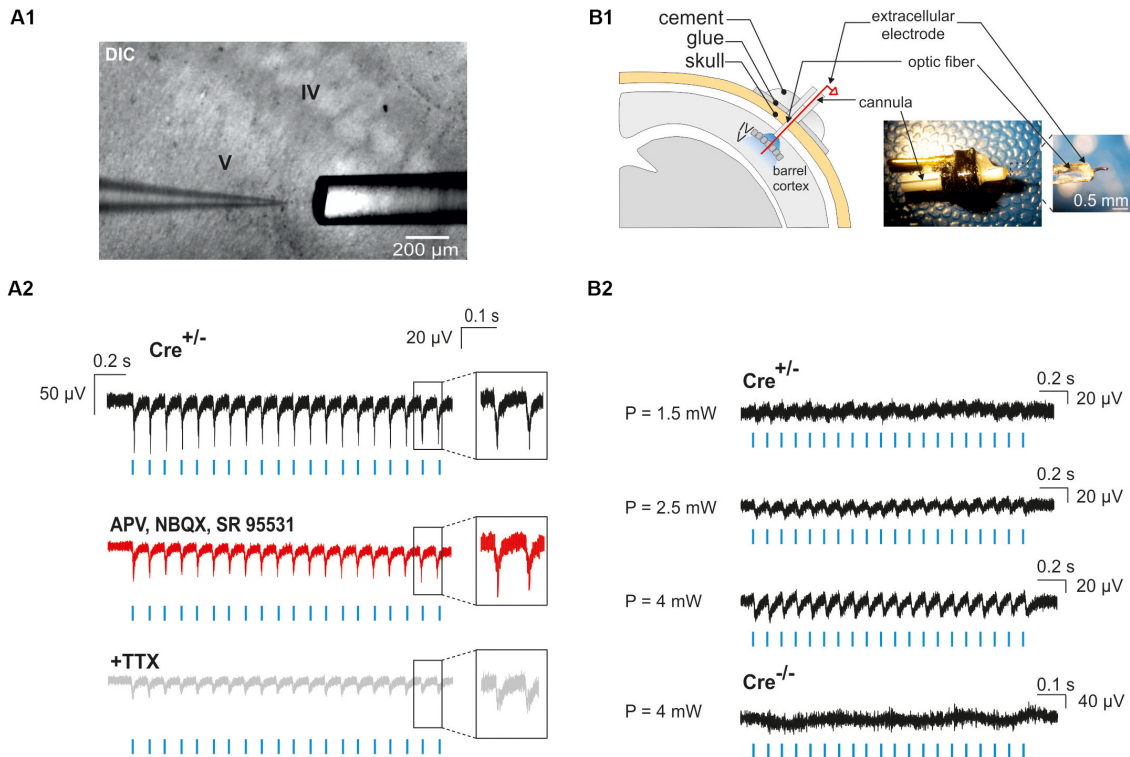 A1
DIC
IV
V
200 µm
B1
cement
glue
skull
extracellular
electrode
optic fiber
cannula
IV
V
barrel
cortex
0.5 mm
A2
Cre+/-
0.2 s
50 µV
0.1 s
20 µV
APV, NBQX, SR 95531
+TTX
B2
Cre+/-
0.2 s
20 µV
P = 1.5 mW
0.2 s
20 µV
P = 2.5 mW
0.2 s
20 µV
P = 4 mW
Cre-/-
0.1 s
40 µV
P = 4 mW